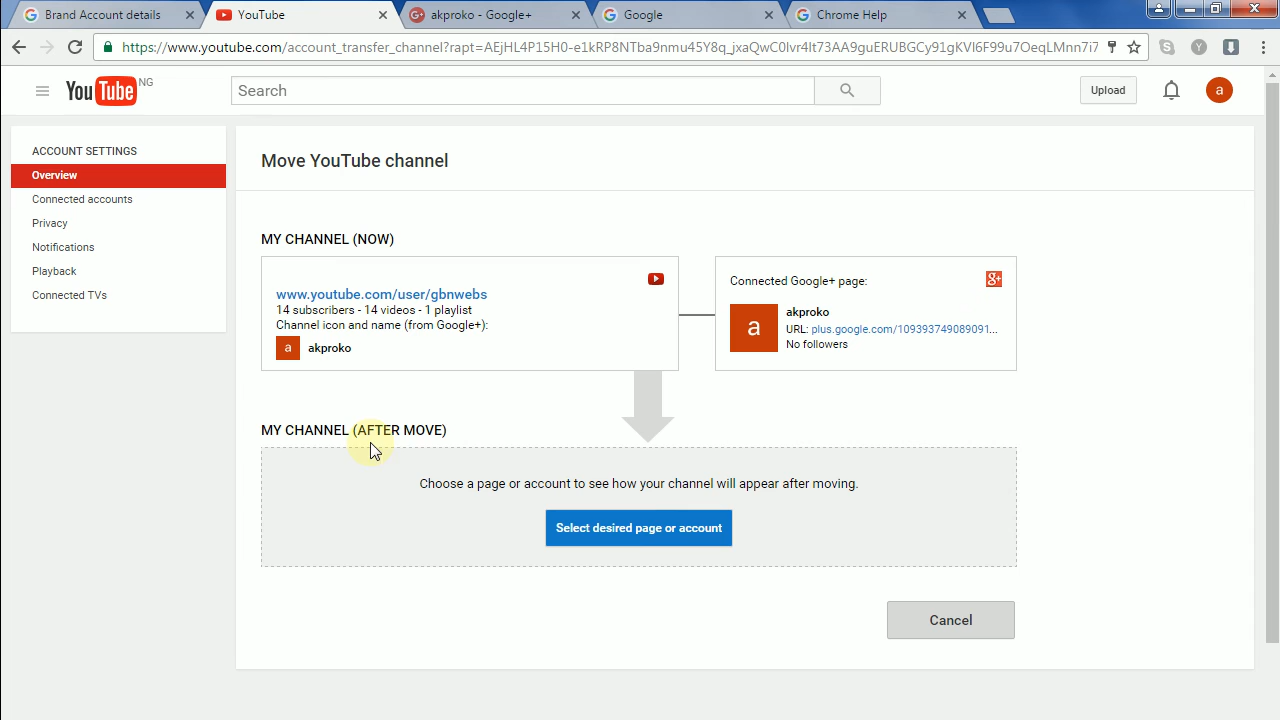 Brand Account details
YouTube
akproko - Google+
Google
Chrome Help
https://www.youtube.com/account_transfer_channel?rapt=
YouTube NG
Search
Upload
a
ACCOUNT SETTINGS
Overview
Connected accounts
Privacy
Notifications
Playback
Connected TVs
Move YouTube channel
MY CHANNEL (NOW)
www.youtube.com/user/gbnwebs
14 subscribers - 14 videos - 1 playlist
Channel icon and name (from Google+):
a akproko
Connected Google+ page:
g+
a
akproko
URL: plus.google.com/109393749089091...
No followers
MY CHANNEL (AFTER MOVE)
Choose a page or account to see how your channel will appear after moving.
Select desired page or account
Cancel